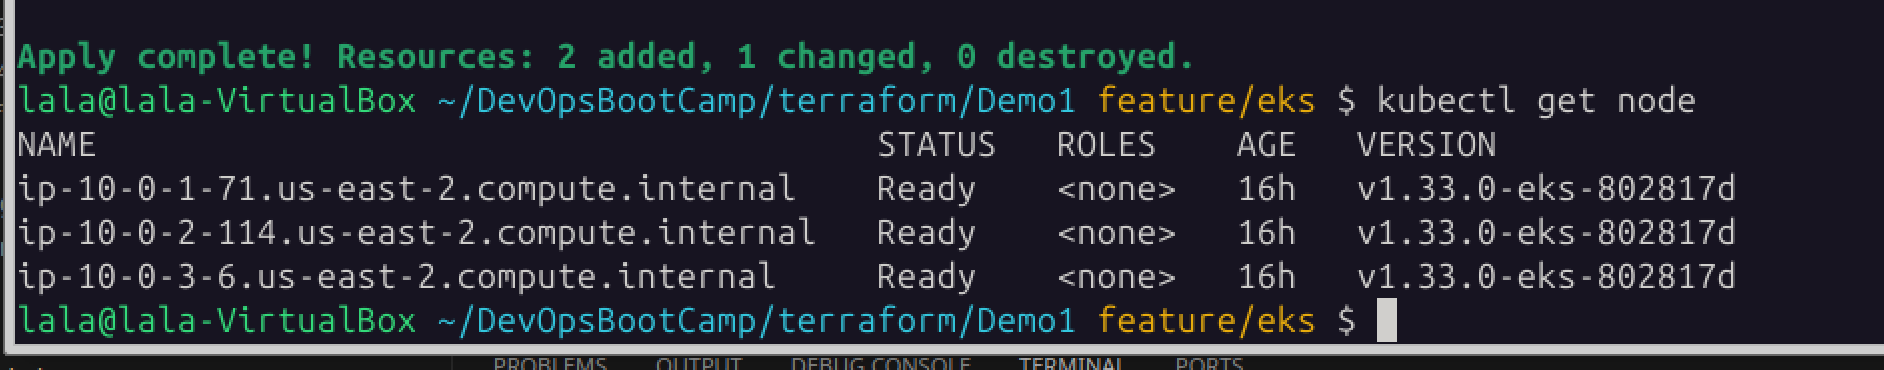 Apply complete! Resources: 2 added, 1 changed, 0 destroyed.
lala@lala-VirtualBox ~/DevOpsBootCamp/terraform/Demo1 feature/eks $ kubectl get node
NAME STATUS ROLES AGE VERSION
ip-10-0-1-71.us-east-2.compute.internal Ready <none> 16h v1.33.0-eks-802817d
ip-10-0-2-114.us-east-2.compute.internal Ready <none> 16h v1.33.0-eks-802817d
ip-10-0-3-6.us-east-2.compute.internal Ready <none> 16h v1.33.0-eks-802817d
lala@lala-VirtualBox ~/DevOpsBootCamp/terraform/Demo1 feature/eks $
PROBLEMS OUTPUT DEBUG CONSOLE TERMINAL PORTS